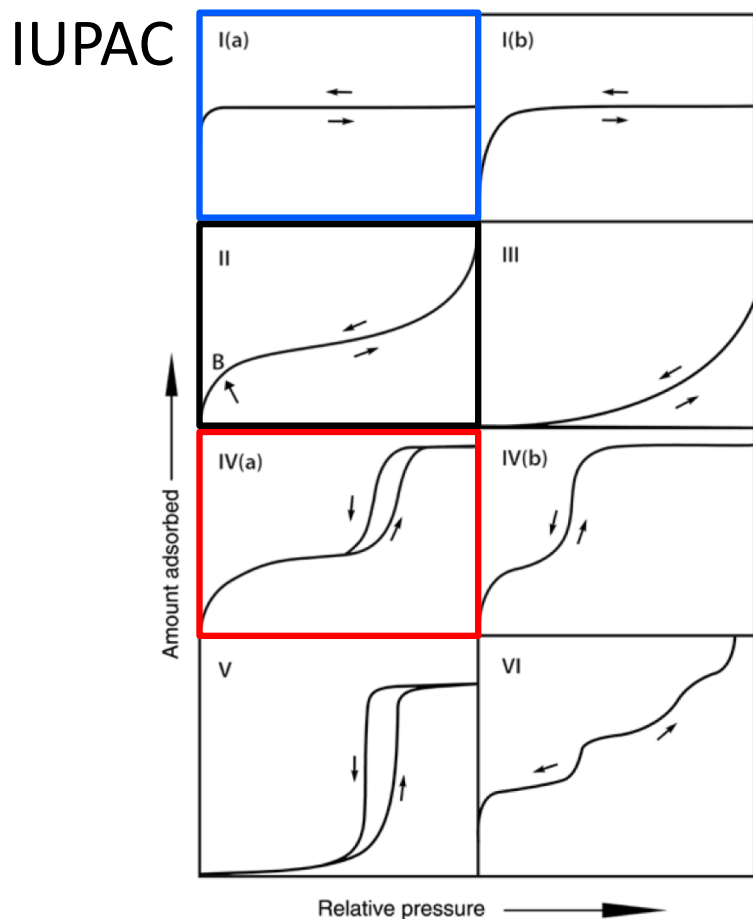 IUPAC
I(a)
I(b)
II
B
III
IV(a)
IV(b)
V
VI
Amount adsorbed
Relative pressure